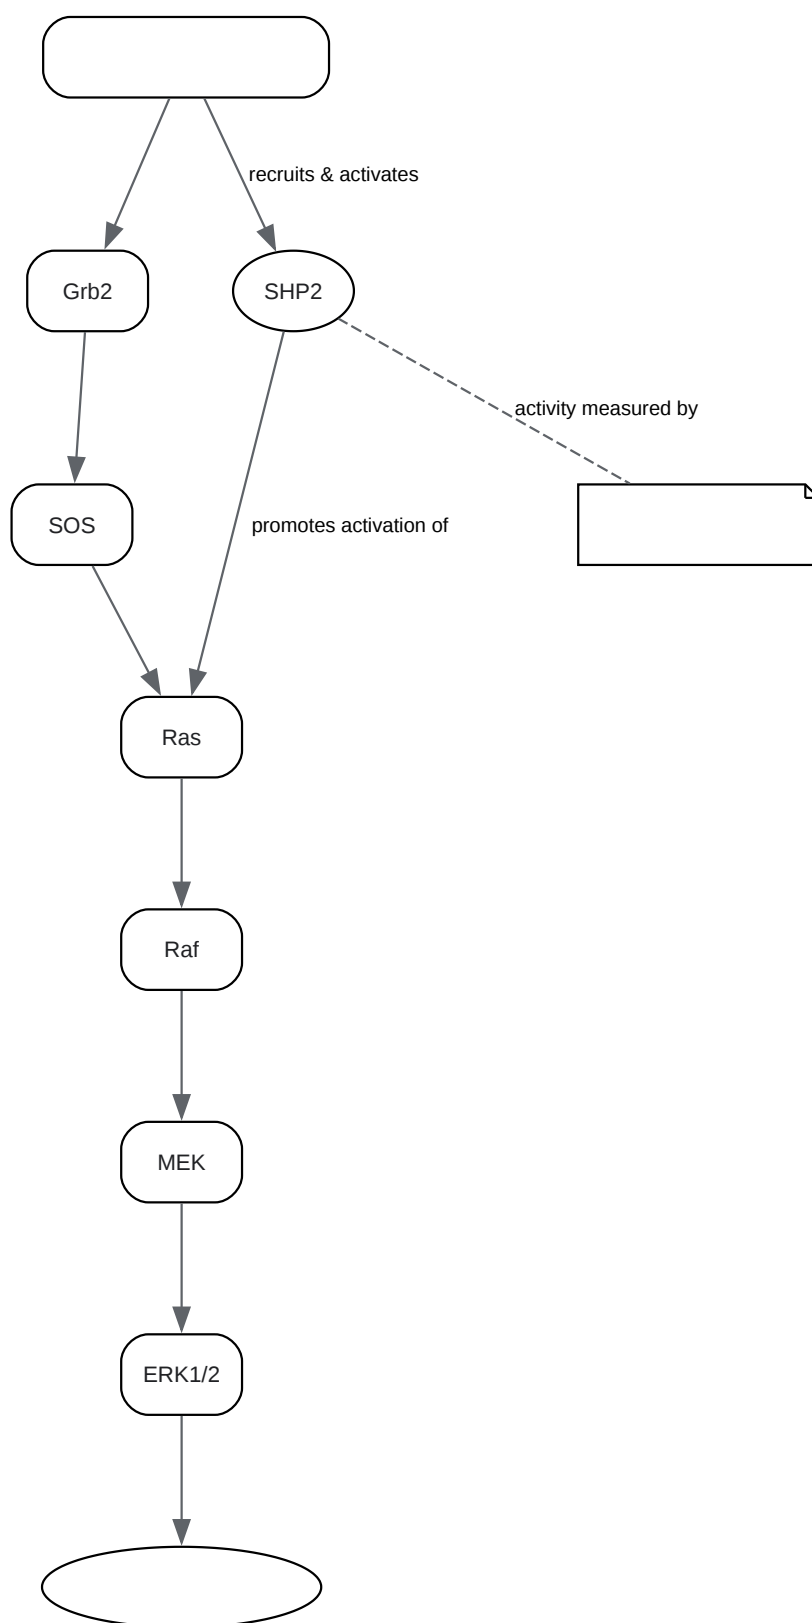 recruits & activates
Grb2
SHP2
activity measured by
SOS
promotes activation of
Ras
Raf
MEK
ERK1/2